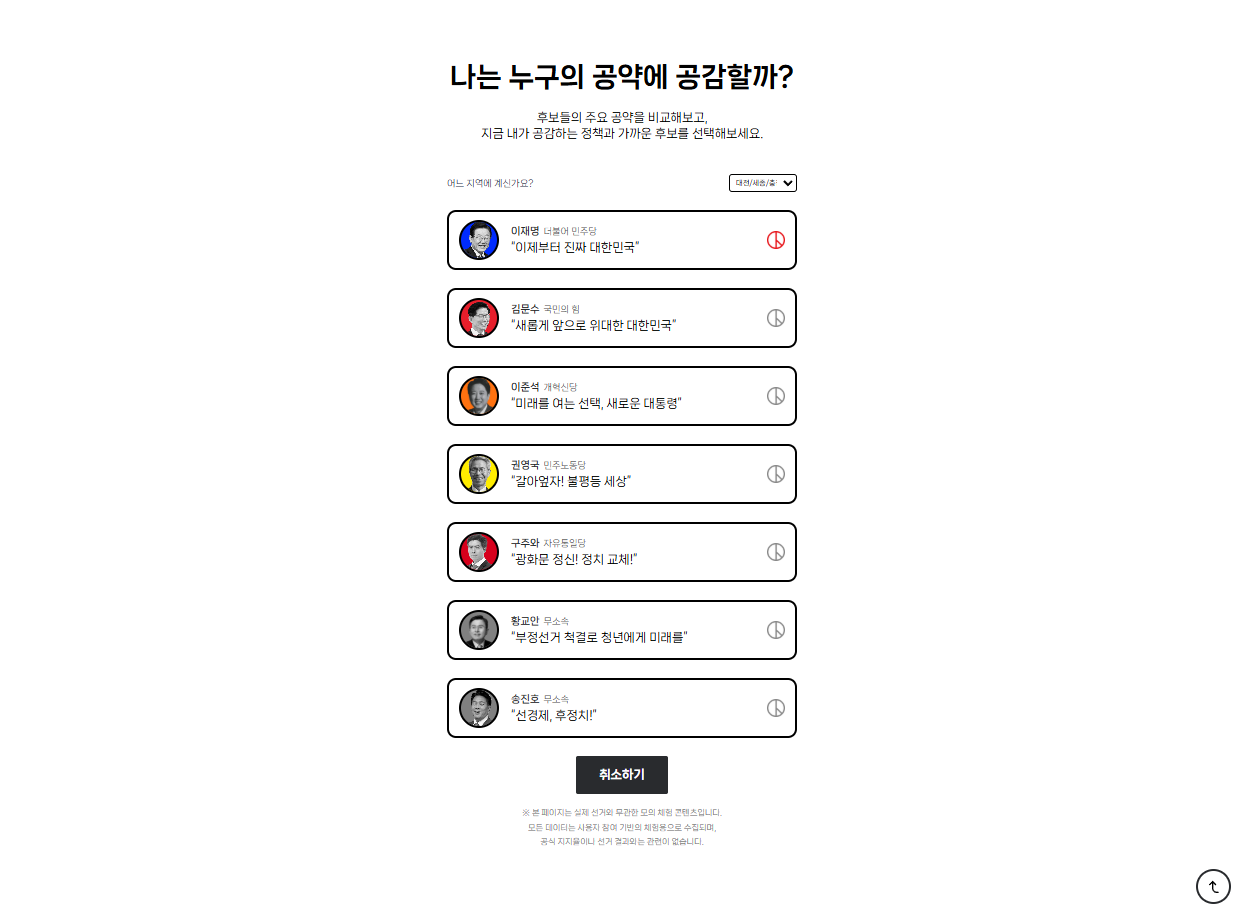 나는 누구의 공약에 공감할까?
후보들의 주요 공약을 비교해보고,
지금 내가 공감하는 정책과 가까운 후보를 선택해보세요.
어느 지역에 계신가요?
대전/세종/충
이재명 더불어 민주당
"이제부터 진짜 대한민국"
김문수 국민의 힘
"새롭게 앞으로 위대한 대한민국"
이준석 개혁신당
"미래를 여는 선택, 새로운 대통령"
권영국 민주노동당
"갈아엎자! 불평등 세상"
구주와 자유통일당
"광화문 정신! 정치 교체!"
황교안 무소속
"부정선거 척결로 청년에게 미래를"
송진호 무소속
"선경제, 후정치!"
취소하기
※ 본 페이지는 실제 선거와 무관한 모의 체험 콘텐츠입니다.
모든 데이터는 사용자 참여 기반의 체험용으로 수집되며,
공식 지지율이나 선거 결과와는 관련이 없습니다.